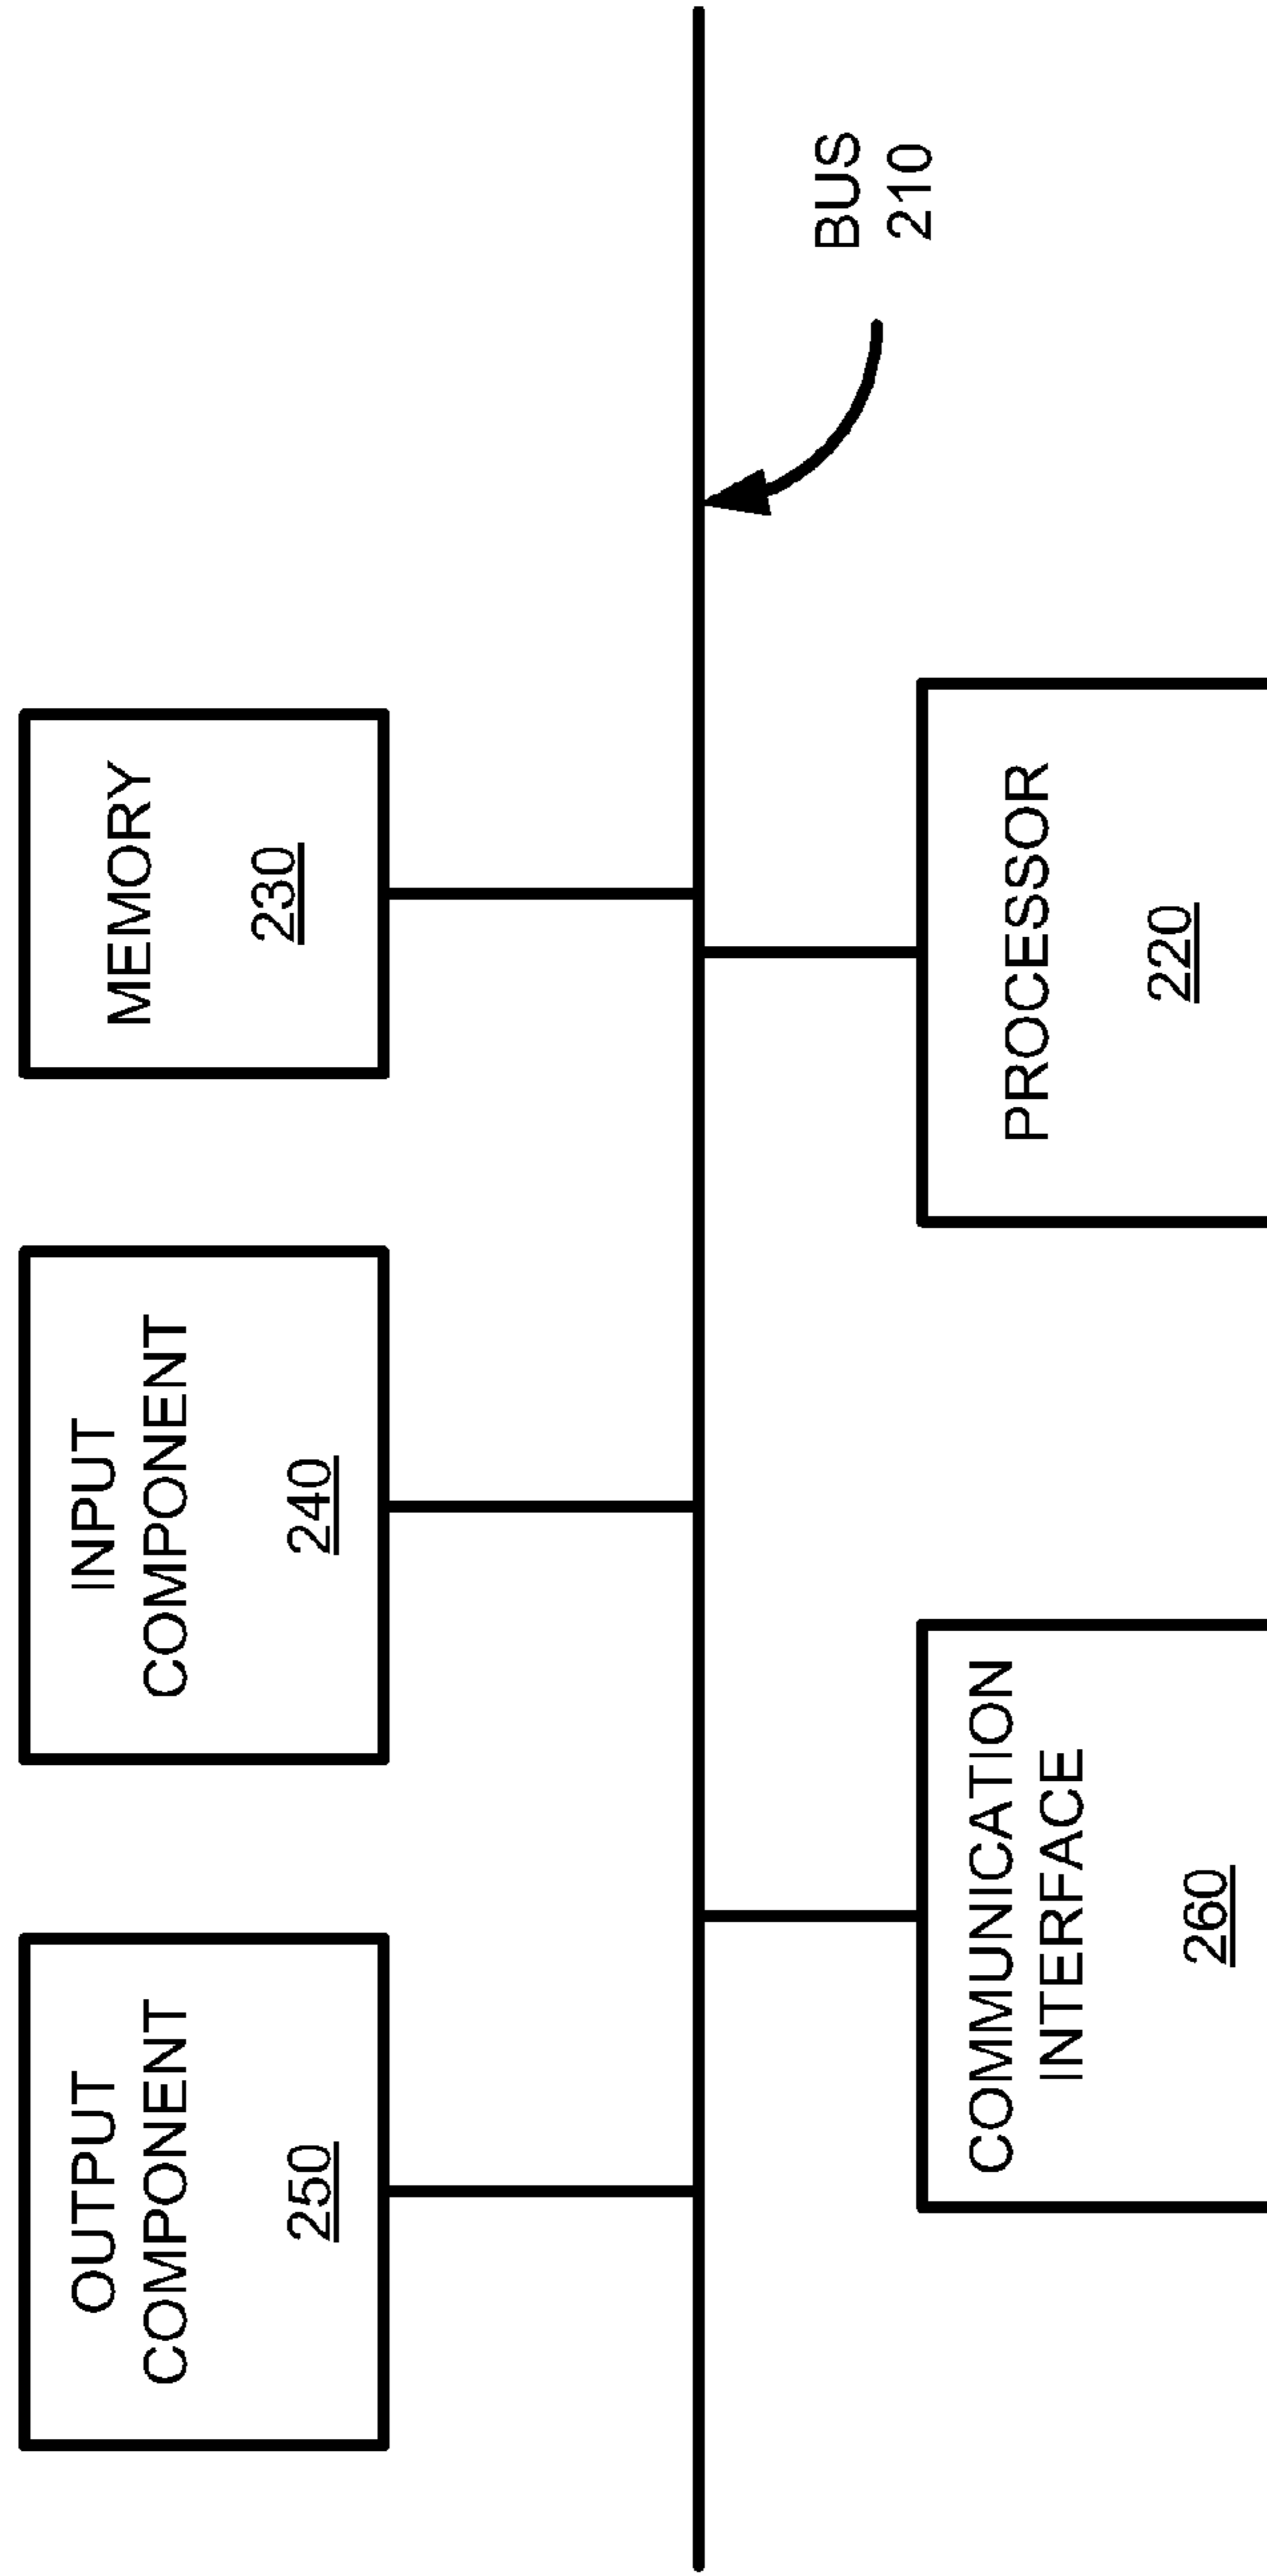 OUTPUT
COMPONENT
250
INPUT
COMPONENT
240
MEMORY
230
BUS
210
COMMUNICATION
INTERFACE
260
PROCESSOR
220